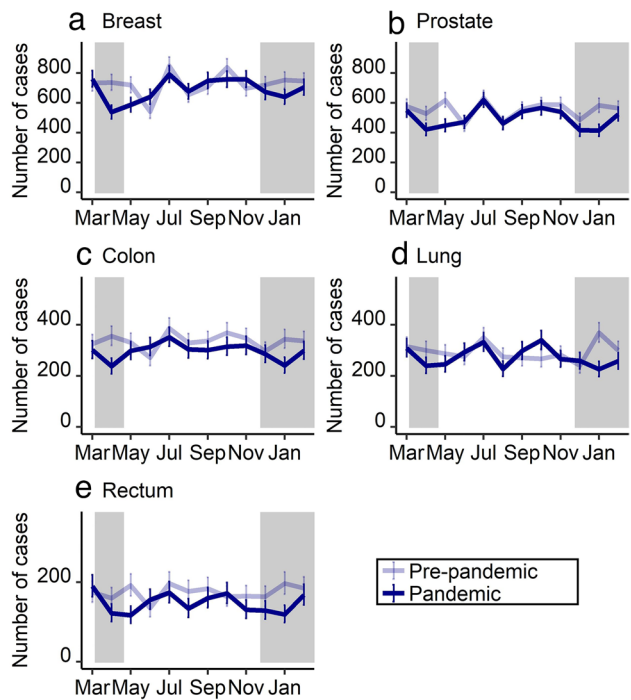 a Breast
Number of cases
800
600
400
200
0
Mar May Jul Sep Nov Jan
b Prostate
Number of cases
800
600
400
200
0
Mar May Jul Sep Nov Jan
c Colon
Number of cases
400
200
0
Mar May Jul Sep Nov Jan
d Lung
Number of cases
400
200
0
Mar May Jul Sep Nov Jan
e Rectum
Number of cases
200
0
Mar May Jul Sep Nov Jan
Pre-pandemic
Pandemic